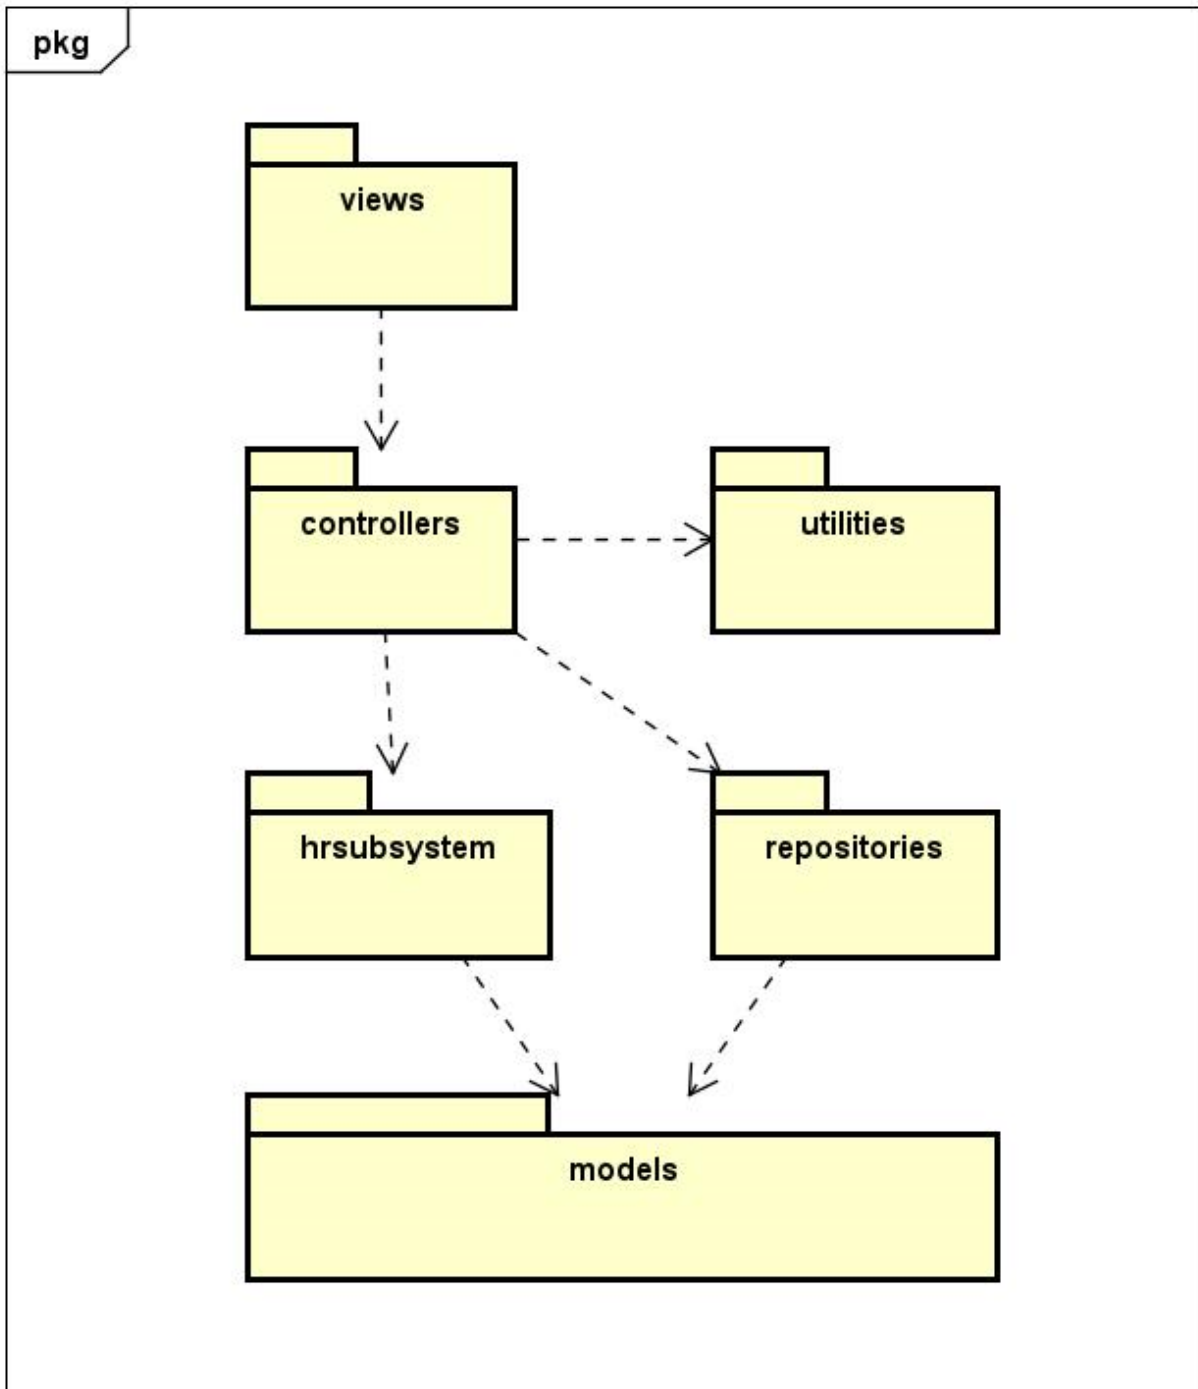 pkg
views
controllers
utilities
hrsubsystem
repositories
models